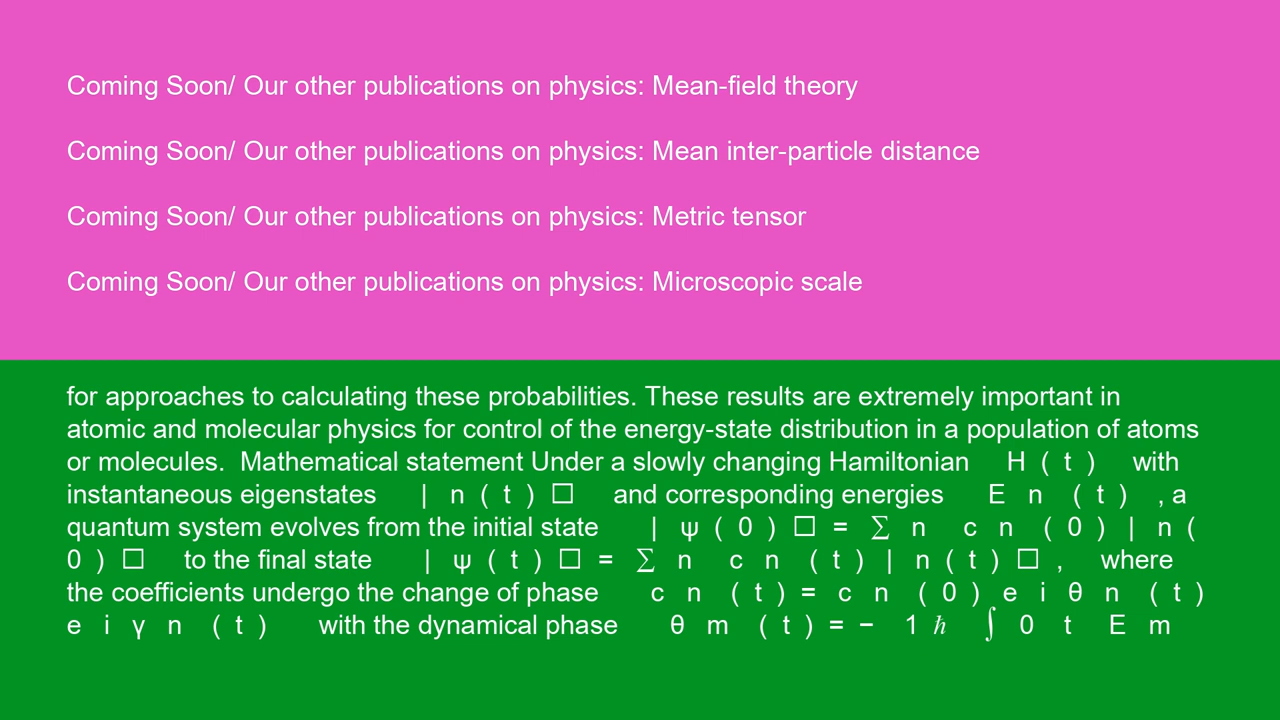 Coming Soon/ Our other publications on physics: Mean-field theory
Coming Soon/ Our other publications on physics: Mean inter-particle distance
Coming Soon/ Our other publications on physics: Metric tensor
Coming Soon/ Our other publications on physics: Microscopic scale
for approaches to calculating these probabilities. These results are extremely important in
atomic and molecular physics for control of the energy-state distribution in a population of atoms
or molecules.  Mathematical statement Under a slowly changing Hamiltonian H ( t ) with
instantaneous eigenstates | n ( t ) □ and corresponding energies E n ( t ) , a
quantum system evolves from the initial state | ψ ( 0 ) □ = ∑ n c n ( 0 ) | n (
0 ) □ to the final state | ψ ( t ) □ = ∑ n c n ( t ) | n ( t ) □ , where
the coefficients undergo the change of phase c n ( t ) = c n ( 0 ) e i θ n ( t )
e i γ n ( t ) with the dynamical phase θ m ( t ) = − 1 ℏ ∫ 0 t E m